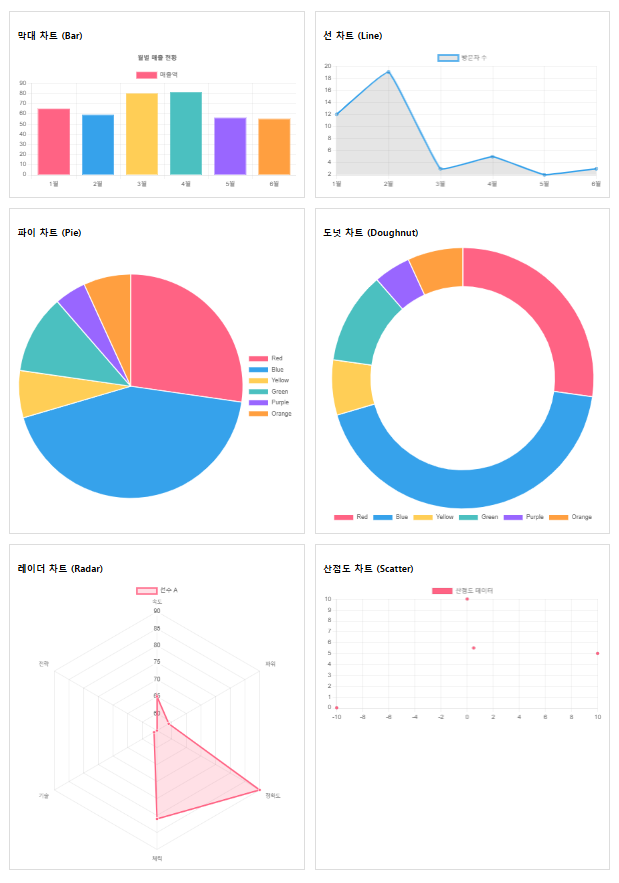 막대 차트 (Bar)
월별 매출 현황
매출액
90
80
70
60
50
40
30
20
10
0
1월 2월 3월 4월 5월 6월
선 차트 (Line)
방문자 수
20
18
16
14
12
10
8
6
4
2
1월 2월 3월 4월 5월 6월
파이 차트 (Pie)
Red
Blue
Yellow
Green
Purple
Orange
도넛 차트 (Doughnut)
Red Blue Yellow Green Purple Orange
레이더 차트 (Radar)
선수 A
속도
90
85
80
75
70
65
60
전략
파워
기술
정확도
체력
산점도 차트 (Scatter)
산점도 데이터
10
9
8
7
6
5
4
3
2
1
0
-10 -8 -6 -4 -2 0 2 4 6 8 10